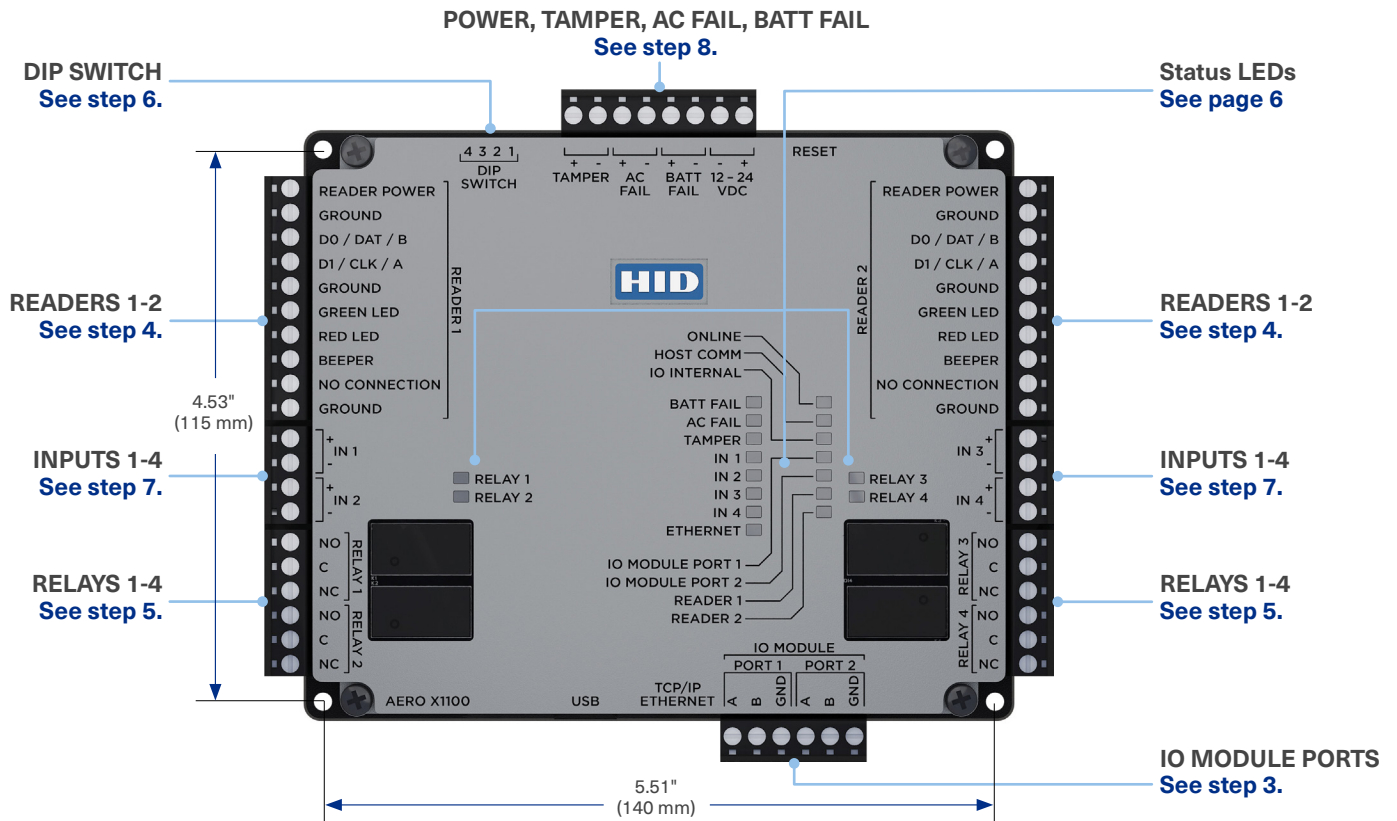 POWER, TAMPER, AC FAIL, BATT FAIL
See step 8.
DIP SWITCH
See step 6.
Status LEDs
See page 6
4 3 2 1
DIP
SWITCH
+ - + - + - - +
TAMPER AC BATT 12 – 24
FAIL FAIL VDC
RESET
READER POWER
GROUND
D0 / DAT / B
D1 / CLK / A
GROUND
GREEN LED
RED LED
BEEPER
NO CONNECTION
GROUND
READER 1
READERS 1-2
See step 4.
4.53"
(115 mm)
+
IN 1
-
+
IN 2
-
INPUTS 1-4
See step 7.
NO
C
NC
RELAY 1
NO
C
NC
RELAY 2
RELAYS 1-4
See step 5.
HID
ONLINE
HOST COMM
IO INTERNAL
BATT FAIL
AC FAIL
TAMPER
IN 1
IN 2
IN 3
IN 4
ETHERNET
RELAY 1
RELAY 2
RELAY 3
RELAY 4
IO MODULE PORT 1
IO MODULE PORT 2
READER 1
READER 2
READER POWER
GROUND
D0 / DAT / B
D1 / CLK / A
GROUND
GREEN LED
RED LED
BEEPER
NO CONNECTION
GROUND
READER 2
READERS 1-2
See step 4.
+
IN 3
-
+
IN 4
-
INPUTS 1-4
See step 7.
NO
C
NC
RELAY 3
NO
C
NC
RELAY 4
RELAYS 1-4
See step 5.
K1
K2
AERO X1100
USB
TCP/IP
ETHERNET
IO MODULE
PORT 1 PORT 2
A B GND A B GND
IO MODULE PORTS
See step 3.
5.51"
(140 mm)